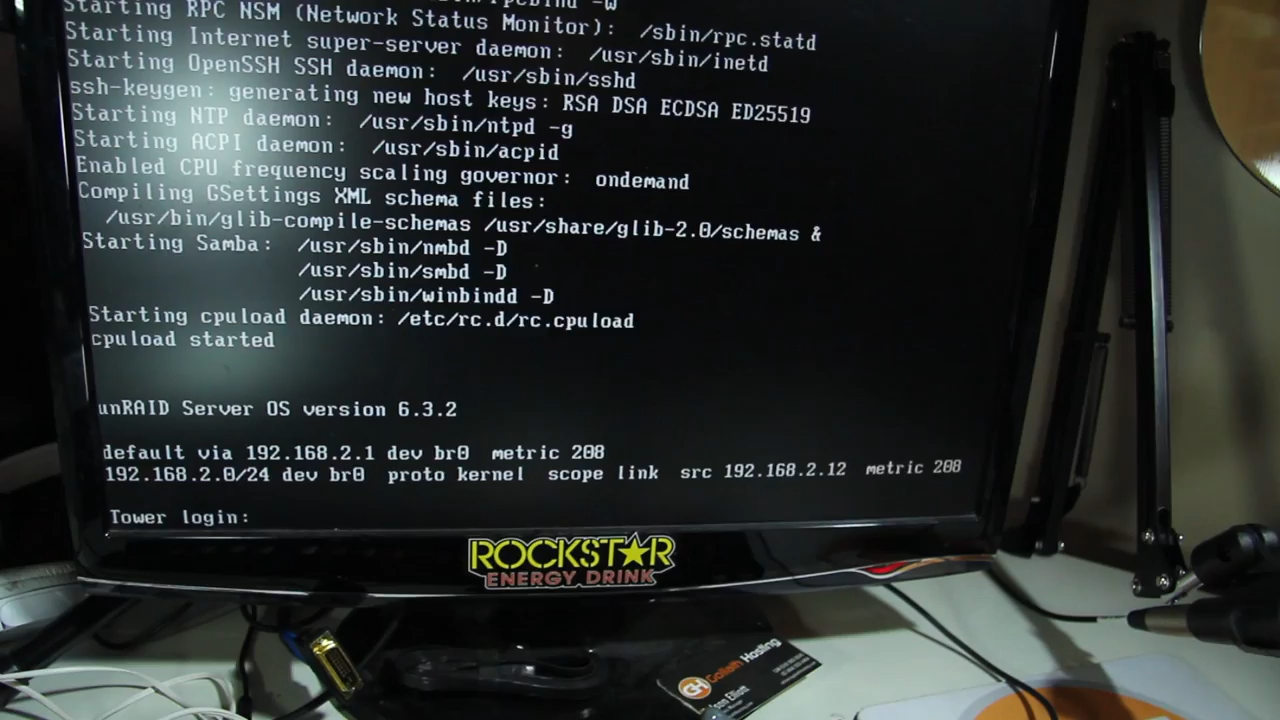 Starting RPC NSM (Network Status Monitor): /sbin/rpc.statd
Starting Internet super-server daemon: /usr/sbin/inetd
Starting OpenSSH SSH daemon: /usr/sbin/sshd
ssh-keygen: generating new host keys: RSA DSA ECDSA ED25519
Starting NTP daemon: /usr/sbin/ntpd -g
Starting ACPI daemon: /usr/sbin/acpid
Enabled CPU frequency scaling governor: ondemand
Compiling GSettings XML schema files:
/usr/bin/glib-compile-schemas /usr/share/glib-2.0/schemas &
Starting Samba: /usr/sbin/nmbd -D
/usr/sbin/smbd -D
/usr/sbin/winbindd -D
Starting cpuload daemon: /etc/rc.d/rc.cpuload
cpuload started
unRAID Server OS version 6.3.2
default via 192.168.2.1 dev br0 metric 208
192.168.2.0/24 dev br0 proto kernel scope link src 192.168.2.12 metric 208
Tower login:
ROCKSTAR
ENERGY DRINK
GH Goliath Hosting
Elliott